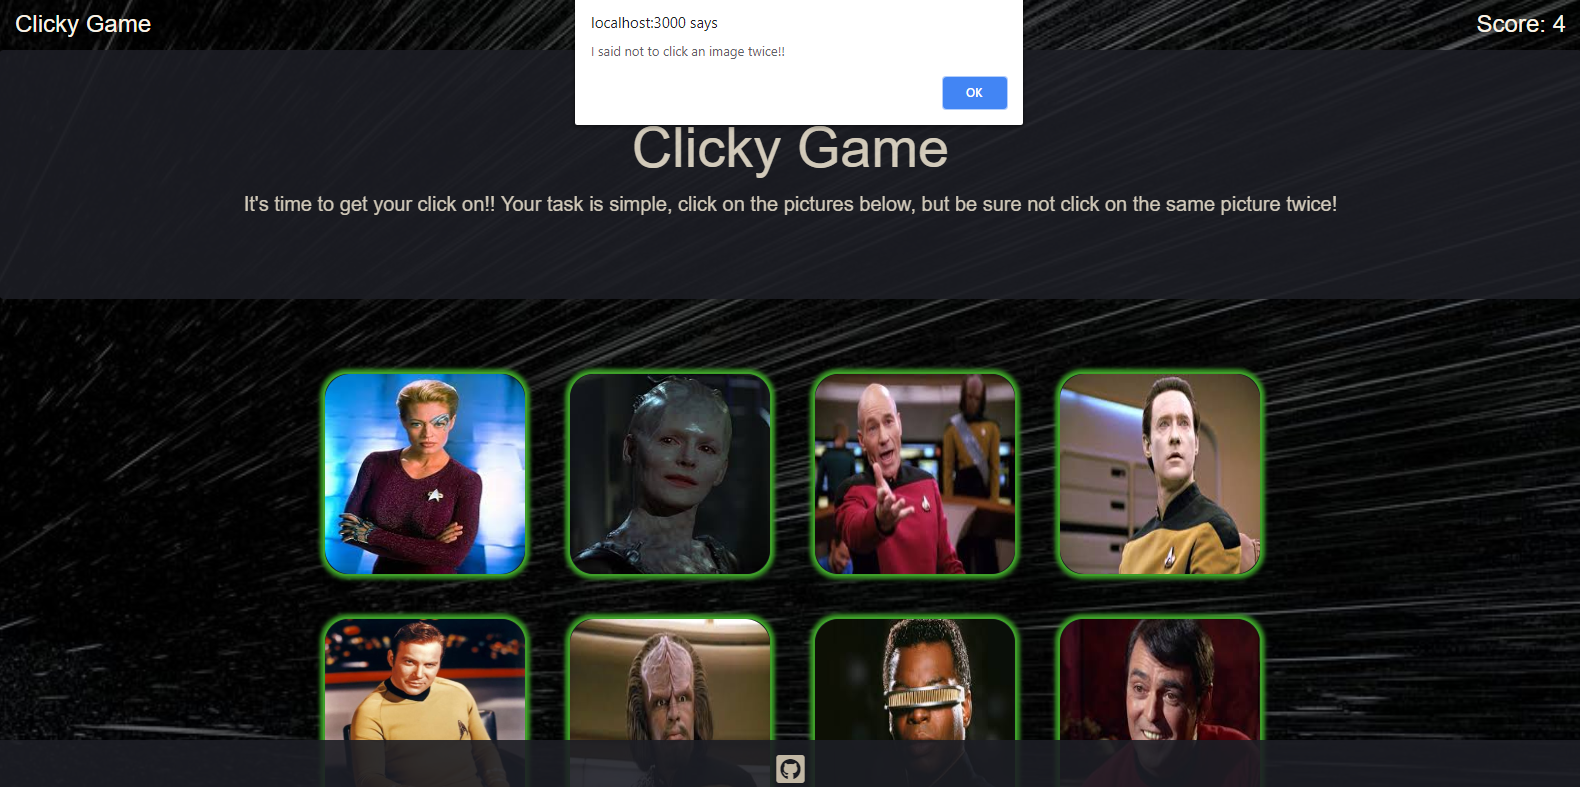 Clicky Game
Score: 4
localhost:3000 says
I said not to click an image twice!!
OK
Clicky Game
It's time to get your click on!! Your task is simple, click on the pictures below, but be sure not click on the same picture twice!